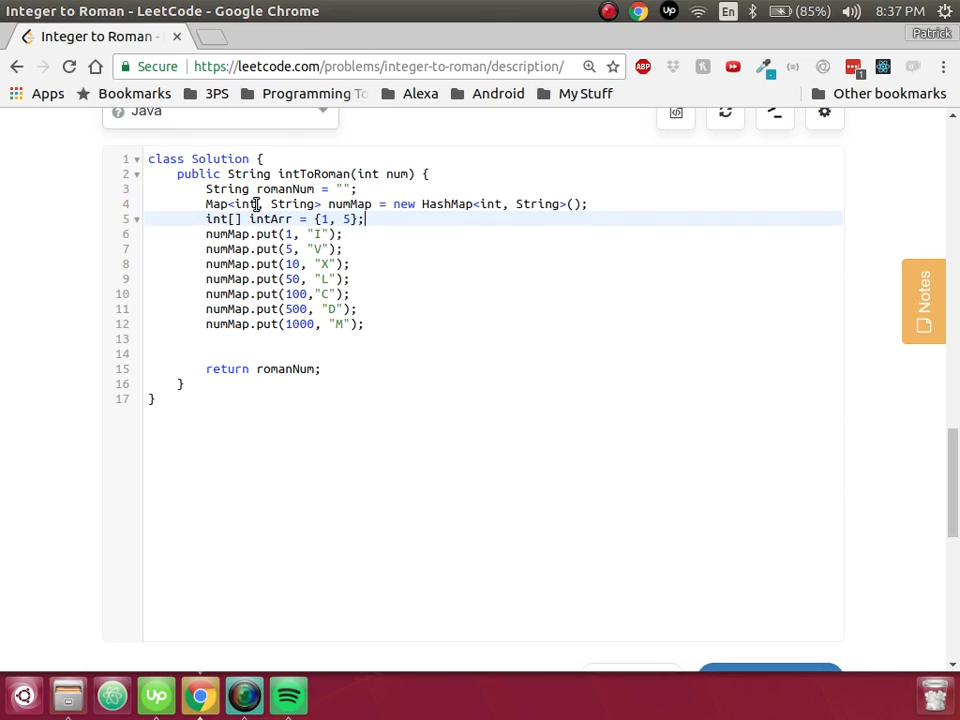 Integer to Roman - LeetCode - Google Chrome
En
(85%)
8:37 PM
Integer to Roman -
Patrick
Secure
https://leetcode.com/problems/integer-to-roman/description/
ABP
1
Apps
Bookmarks
3PS
Programming To
Alexa
Android
My Stuff
Other bookmarks
Java
1 class Solution {
2 public String intToRoman(int num) {
3 String romanNum = "";
4 Map<int, String> numMap = new HashMap<int, String>();
5 int[] intArr = {1, 5};
6 numMap.put(1, "I");
7 numMap.put(5, "V");
8 numMap.put(10, "X");
9 numMap.put(50, "L");
10 numMap.put(100,"C");
11 numMap.put(500, "D");
12 numMap.put(1000, "M");
13
14
15 return romanNum;
16 }
17 }
Notes
up